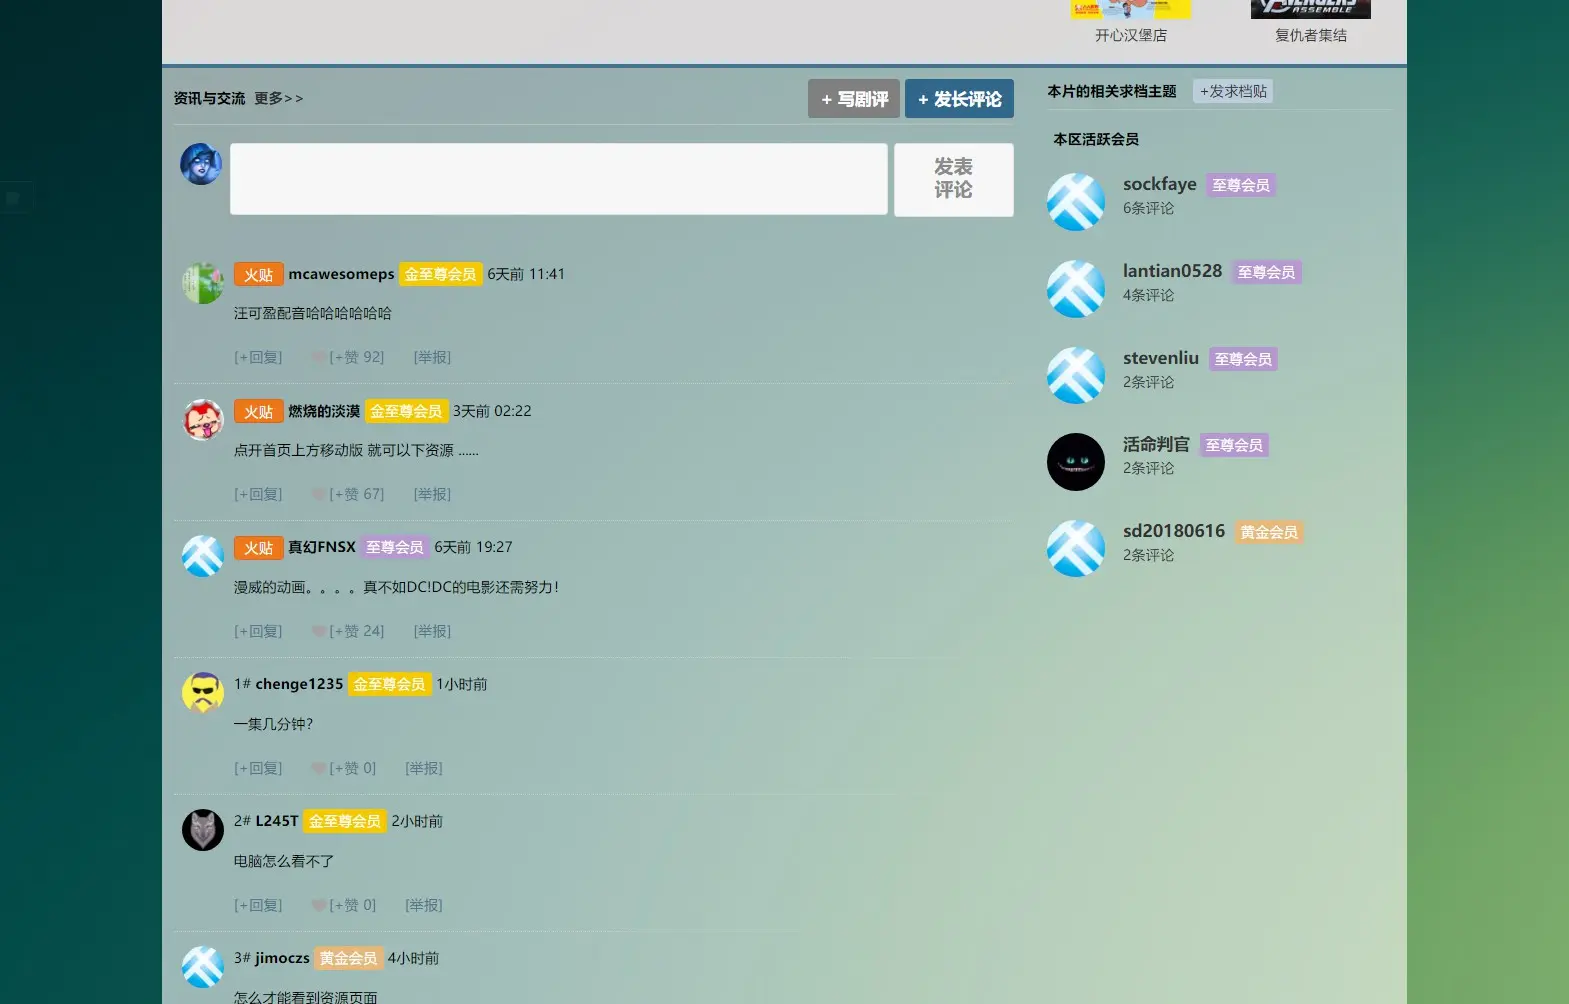 ASSEMBLE
开心汉堡店
复仇者集结
资讯与交流 更多>>
+ 写剧评
+ 发长评论
发表
评论
火贴 mcawesomeps 金至尊会员 6天前 11:41
汪可盈配音哈哈哈哈哈哈
[+回复] [+赞 92] [举报]
火贴 燃烧的淡漠 金至尊会员 3天前 02:22
点开首页上方移动版 就可以下资源 ......
[+回复] [+赞 67] [举报]
火贴 真幻FNSX 至尊会员 6天前 19:27
漫威的动画。。。。真不如DC!DC的电影还需努力!
[+回复] [+赞 24] [举报]
1# chenge1235 金至尊会员 1小时前
一集几分钟?
[+回复] [+赞 0] [举报]
2# L245T 金至尊会员 2小时前
电脑怎么看不了
[+回复] [+赞 0] [举报]
3# jimoczs 黄金会员 4小时前
怎么才能看到资源页面
本片的相关求档主题 +发求档贴
本区活跃会员
sockfaye 至尊会员
6条评论
lantian0528 至尊会员
4条评论
stevenliu 至尊会员
2条评论
活命判官 至尊会员
2条评论
sd20180616 黄金会员
2条评论